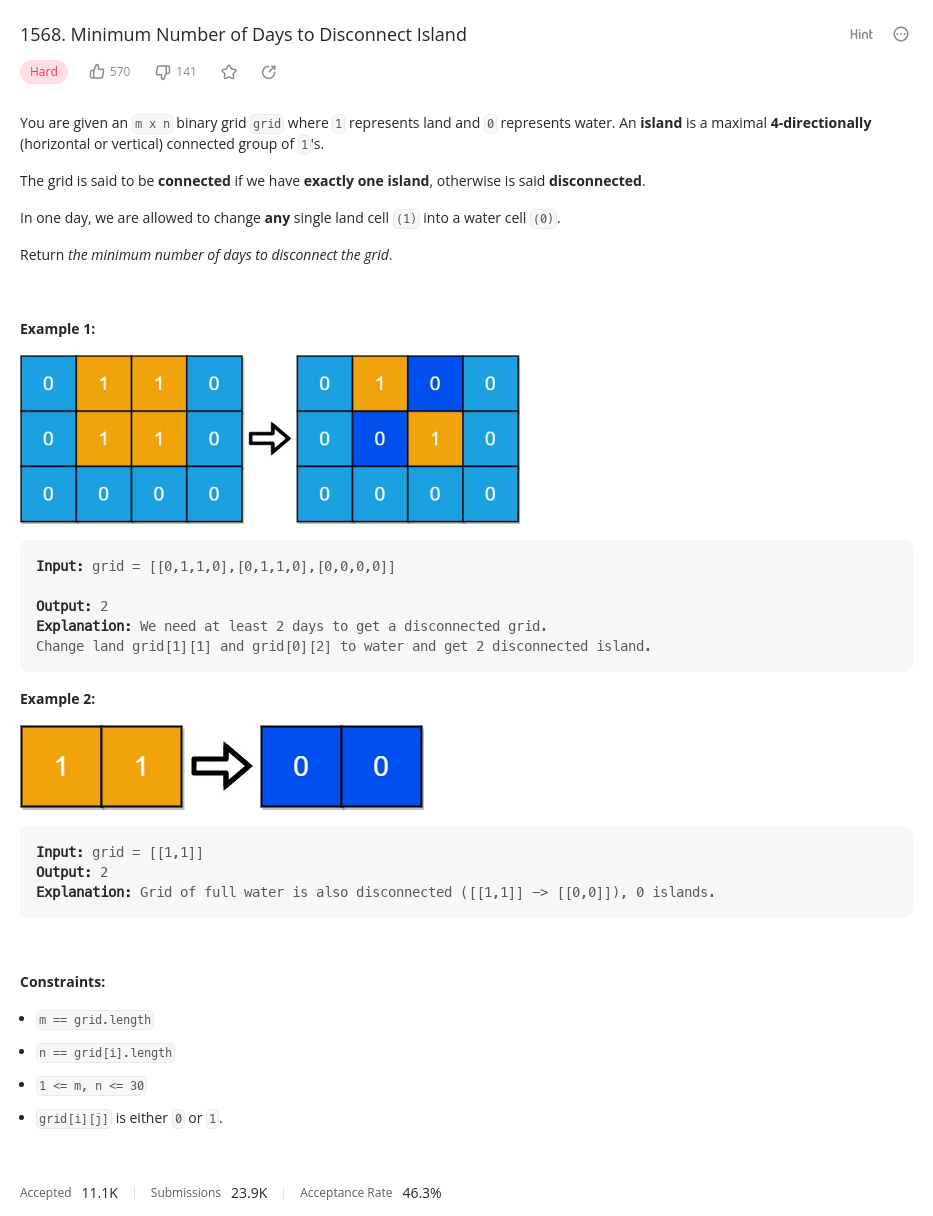 1568. Minimum Number of Days to Disconnect Island
Hint
Hard 570 141
You are given an m x n binary grid grid where 1 represents land and 0 represents water. An island is a maximal 4-directionally
(horizontal or vertical) connected group of 1's.
The grid is said to be connected if we have exactly one island, otherwise is said disconnected.
In one day, we are allowed to change any single land cell (1) into a water cell (0).
Return the minimum number of days to disconnect the grid.
Example 1:
0 1 1 0 0 1 0 0
0 1 1 0 0 0 1 0
0 0 0 0 0 0 0 0
Input: grid = [[0,1,1,0],[0,1,1,0],[0,0,0,0]]
Output: 2
Explanation: We need at least 2 days to get a disconnected grid.
Change land grid[1][1] and grid[0][2] to water and get 2 disconnected island.
Example 2:
1 1 0 0
Input: grid = [[1,1]]
Output: 2
Explanation: Grid of full water is also disconnected ([[1,1]] -> [[0,0]]), 0 islands.
Constraints:
• m == grid.length
• n == grid[i].length
• 1 <= m, n <= 30
• grid[i][j] is either 0 or 1.
Accepted 11.1K Submissions 23.9K Acceptance Rate 46.3%